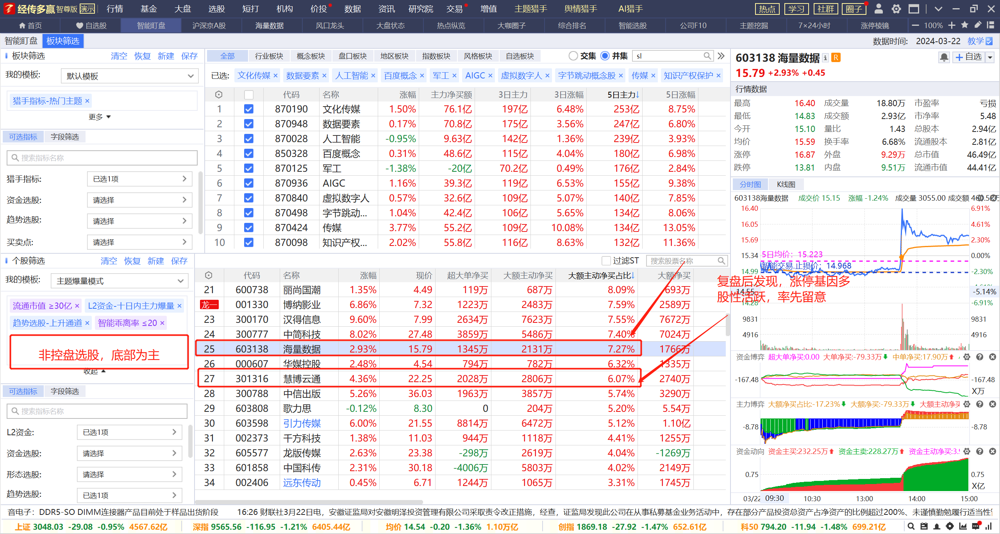 经传多赢 智尊版 演示 行情 基金 大盘 选股 短打 机构 价投 数据 资讯 研究院 交易 增值 主题猎手 舆情猎手 AI猎手 热点 学习 社群 圈子
首页 自选股 智能盯盘 沪深京A股 海量数据 风口龙头 大盘状态 热点纵览 大咖圈子 综合排名 智能选股 公司F10 主题挖掘 7×24小时 涨停棱镜 100%
智能盯盘 板块筛选 数据时间: 2024-03-22 教学
板块筛选 清空 恢复 新建 保存
我的模板: 默认模板
猎手指标-热门主题 ×
更多
可选指标 字段筛选
搜索指标名称
猎手指标: 已选1项
资金选股: 请选择
趋势选股: 请选择
买卖点: 请选择
全部 行业板块 概念板块 盘口板块 地区板块 指数板块 风格板块 自选板块 交集 并集 sl
已选: 文化传媒 × 数据要素 × 人工智能 × 百度概念 × 军工 × AIGC × 虚拟数字人 × 字节跳动概念股 × 传媒 × 知识产权保护 ×
代码 名称 涨幅 主力净买额 3日主力 3日涨幅 5日主力↓ 5日涨幅
1 870190 文化传媒 1.50% 76.1亿 197亿 6.48% 253亿 8.75%
2 870948 数据要素 0.17% 70.8亿 175亿 3.56% 247亿 6.80%
3 870028 人工智能 -0.95% 9.63亿 142亿 1.36% 239亿 3.93%
4 850328 百度概念 0.31% 48.6亿 115亿 4.04% 180亿 6.98%
5 870125 军工 -1.38% -20亿 70.2亿 0.49% 176亿 2.84%
6 870936 AIGC 1.16% 39.3亿 119亿 6.53% 155亿 9.38%
7 870840 虚拟数字人 0.57% 32.6亿 109亿 5.07% 140亿 7.85%
8 870498 字节跳动... 1.04% 42.4亿 106亿 5.65% 134亿 8.06%
9 870424 传媒 3.77% 55.2亿 109亿 10.08% 134亿 13.05%
10 870098 知识产权... 2.02% 55.8亿 116亿 8.63% 132亿 11.36%
个股筛选 清空 恢复 新建 保存
我的模板: 主题爆量模式
流通市值 ≥30亿 × L2资金-十日内主力爆量 ×
趋势选股-上升通道 × 智能乖离率 ≤20 ×
非控盘选股，底部为主
收起
可选指标 字段筛选
搜索指标名称
L2资金: 已选1项
资金选股: 请选择
形态选股: 请选择
趋势选股: 已选1项
过滤ST 搜索股票名称
代码 名称 涨幅 现价 超大单净买 大额主动净买 大额主动净买占比↓ 大额净买
21 600738 丽尚国潮 1.35% 4.49 119万 687万 8.09% 693万
龙一 001330 博纳影业 6.86% 7.32 1223万 2483万 7.59% 2589万
23 300170 汉得信息 9.60% 7.99 2634万 7623万 7.55% 7672万
24 300777 中简科技 8.02% 27.48 3859万 5486万 7.40% 7024万
25 603138 海量数据 2.93% 15.79 1345万 2131万 7.27% 1766万
26 000607 华媒控股 2.48% 4.54 794万 782万 6.32% 1335万
27 301316 慧博云通 4.36% 22.25 2028万 2806万 6.07% 2740万
28 300788 中信出版 5.26% 36.03 1963万 3857万 5.74% 3290万
29 603808 歌力思 -0.12% 8.30 0 204万 5.20% 5.54万
30 603598 引力传媒 6.00% 21.55 8814万 6472万 5.12% 1.10亿
31 002373 千方科技 1.38% 11.03 944万 1118万 4.41% 1255万
32 605577 龙版传媒 2.63% 23.38 -298万 2619万 4.04% -1269万
33 601858 中国科传 2.31% 30.18 -4006万 5803万 4.02% 2149万
34 002406 远东传动 0.45% 6.71 1244万 1065万 3.31% 1745万
复盘后发现，涨停基因多
股性活跃，率先留意
603138 海量数据 R 自选
15.79 +2.93% +0.45
行情数据
最高 16.40 成交量 18.80万 市盈率 亏损
最低 14.83 成交额 2.93亿 市净率 5.48
今开 15.10 量比 1.43 总股本 2.94亿
均价 15.59 换手率 6.68% 流通股本 2.81亿
涨停 16.87 外盘 9.29万 总市值 46.49亿
跌停 13.81 内盘 9.51万 流通市值 44.41亿
分时图 K线图
603138海量数据 成交价 15.15 涨幅 -1.24% 成交量 3055.00 成交额
16.40 6.91%
16.05 4.61%
15.69 2.30%
15.34 5日均价: 15.223 0.00%
14.99 智能交易.止损价: 14.968 -2.30%
14.55 -5.14%
14.28 -6.91%
9831 9831
4916 4916
资金博弈 超大单净买:0.00 大单净买:-79.33万 中单净买:17.90万
-167.48 -167.48
X万
主力博弈 大额净买占比:-17.23% 大额净买:-79.33万 大额主动净买
-8.78 -8.78
资金动向 资金主买:232.25万 资金主卖:228.27万 资金主动净买:3.9
0.75 0.75
X亿
03/22 09:30 10:30 13:00 14:00 15:00
音电子: DDR5-SO DIMM连接器产品目前处于样品出货阶段 16:26 财联社3月22日电，安徽证监局对安徽明泽投资管理有限公司采取责令改正措施，经查，证监局发现此公司在从事私募基金业务活动中，存在部分产品投资总资产占净资产的比例超过200%、未谨慎勤勉履行适当性
上证 3048.03 -29.08 -0.95% 4567.62亿 深指 9565.56 -116.95 -1.21% 6405.44亿 均价 14.54 -0.20 -1.36% 1.10万亿 创指 1869.18 -27.92 -1.47% 652.61亿 科50 794.20 -11.94 -1.48% 699.21亿